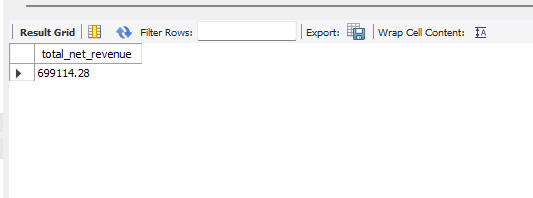 Result Grid Filter Rows: Export: Wrap Cell Content:
total_net_revenue
699114.28